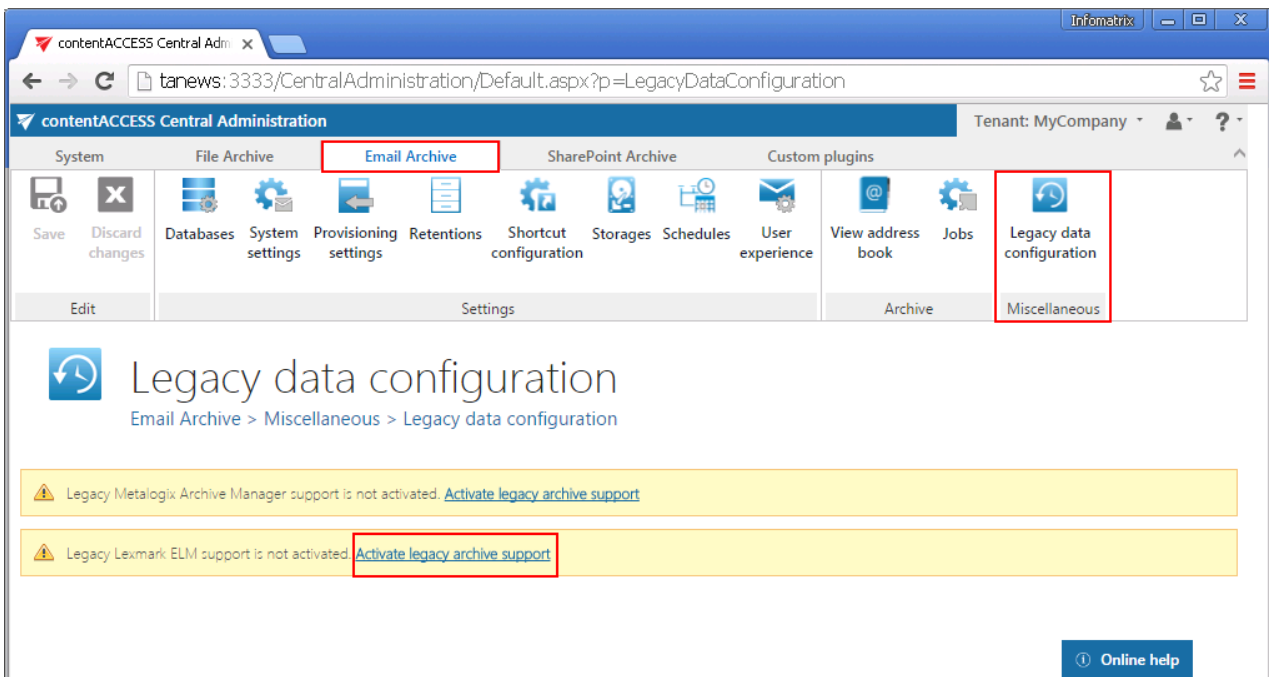 Infomatrix
contentACCESS Central Adm
tanews:3333/CentralAdministration/Default.aspx?p=LegacyDataConfiguration
contentACCESS Central Administration
Tenant: MyCompany
?
System File Archive Email Archive SharePoint Archive Custom plugins
Save
Discard
changes
Databases
System
settings
Provisioning
settings
Retentions
Shortcut
configuration
Storages
Schedules
User
experience
View address
book
Jobs
Legacy data
configuration
Edit Settings Archive Miscellaneous
Legacy data configuration
Email Archive > Miscellaneous > Legacy data configuration
Legacy Metalogix Archive Manager support is not activated. Activate legacy archive support
Legacy Lexmark ELM support is not activated. Activate legacy archive support
Online help